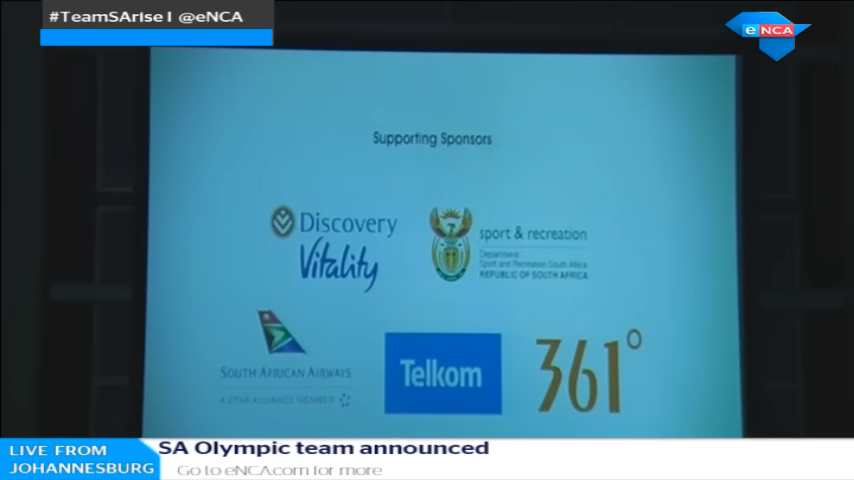 #TeamSArise | @eNCA
eNCA
Supporting Sponsors
Discovery
Vitality
sport & recreation
Department:
Sport and Recreation South Africa
REPUBLIC OF SOUTH AFRICA
SOUTH AFRICAN AIRWAYS
A STAR ALLIANCE MEMBER
Telkom
361°
LIVE FROM
JOHANNESBURG
SA Olympic team announced
Go to eNCA.com for more